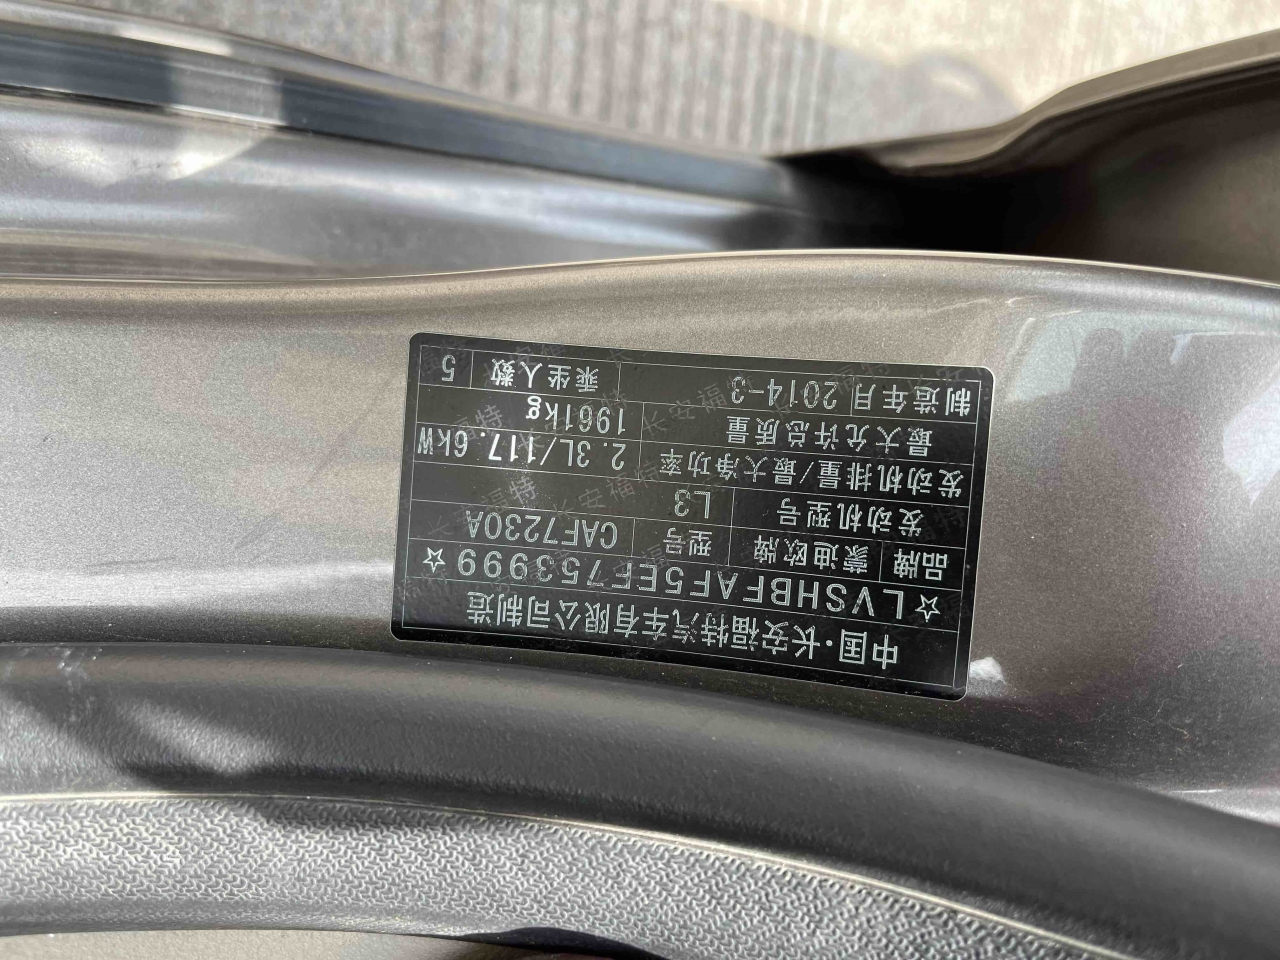 中国·长安福特汽车有限公司制造
☆LVSHBFAF5EF753999☆
品牌 蒙迪欧牌 型号 CAF7230A
发动机型号 L3
发动机排量/最大净功率 2.3L/117.6kW
最大允许总质量 1961kg
制造年月 2014-3 乘坐人数 5